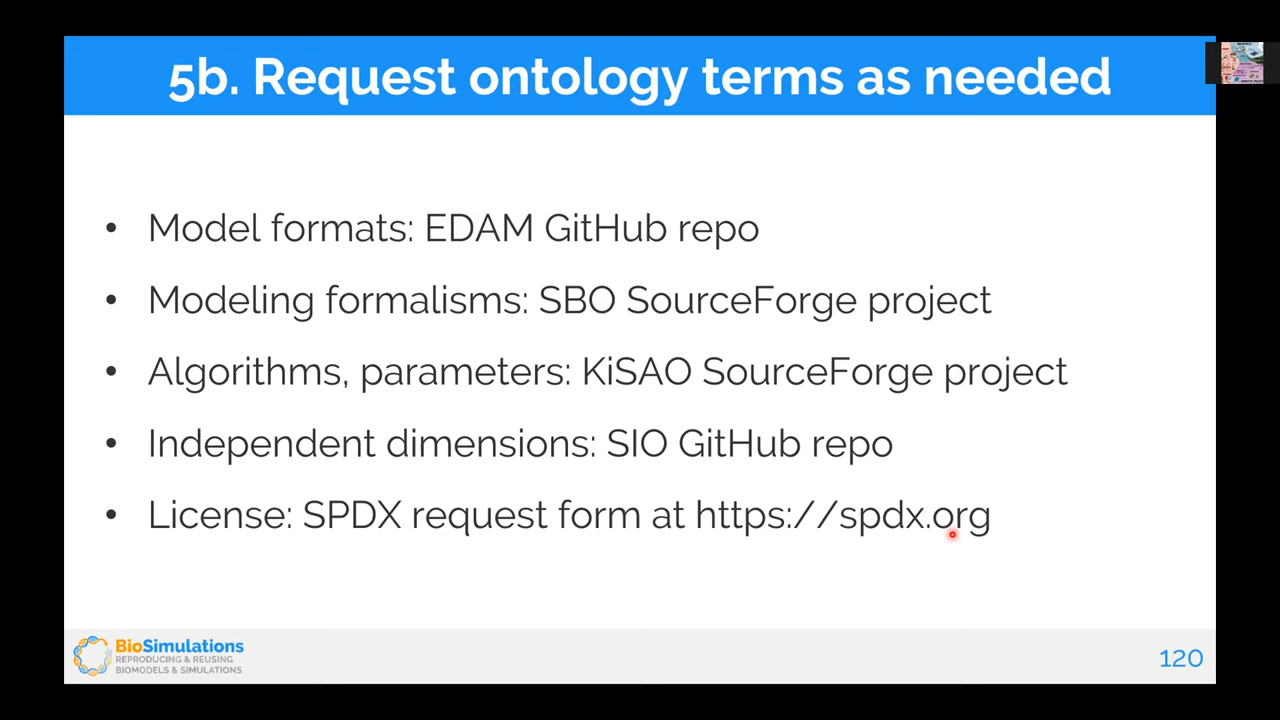 5b. Request ontology terms as needed
• Model formats: EDAM GitHub repo
• Modeling formalisms: SBO SourceForge project
• Algorithms, parameters: KiSAO SourceForge project
• Independent dimensions: SIO GitHub repo
• License: SPDX request form at https://spdx.org
BioSimulations
REPRODUCING & REUSING
BIOMODELS & SIMULATIONS
120